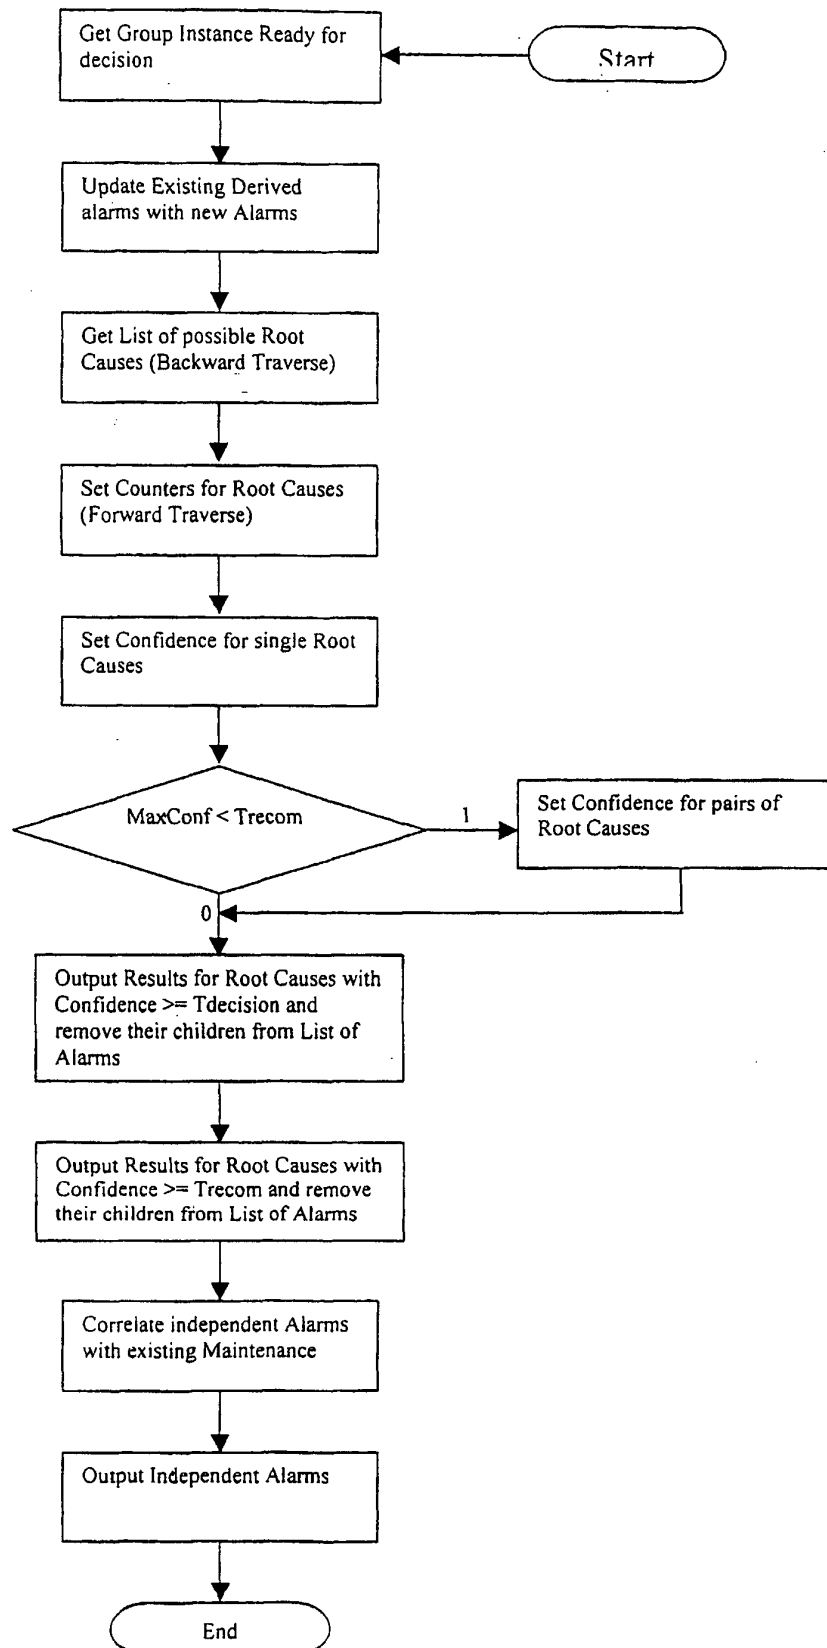 Start
Get Group Instance Ready for
decision
Update Existing Derived
alarms with new Alarms
Get List of possible Root
Causes (Backward Traverse)
Set Counters for Root Causes
(Forward Traverse)
Set Confidence for single Root
Causes
MaxConf < Trecom
1
Set Confidence for pairs of
Root Causes
0
Output Results for Root Causes with
Confidence >= Tdecision and
remove their children from List of
Alarms
Output Results for Root Causes with
Confidence >= Trecom and remove
their children from List of Alarms
Correlate independent Alarms
with existing Maintenance
Output Independent Alarms
End